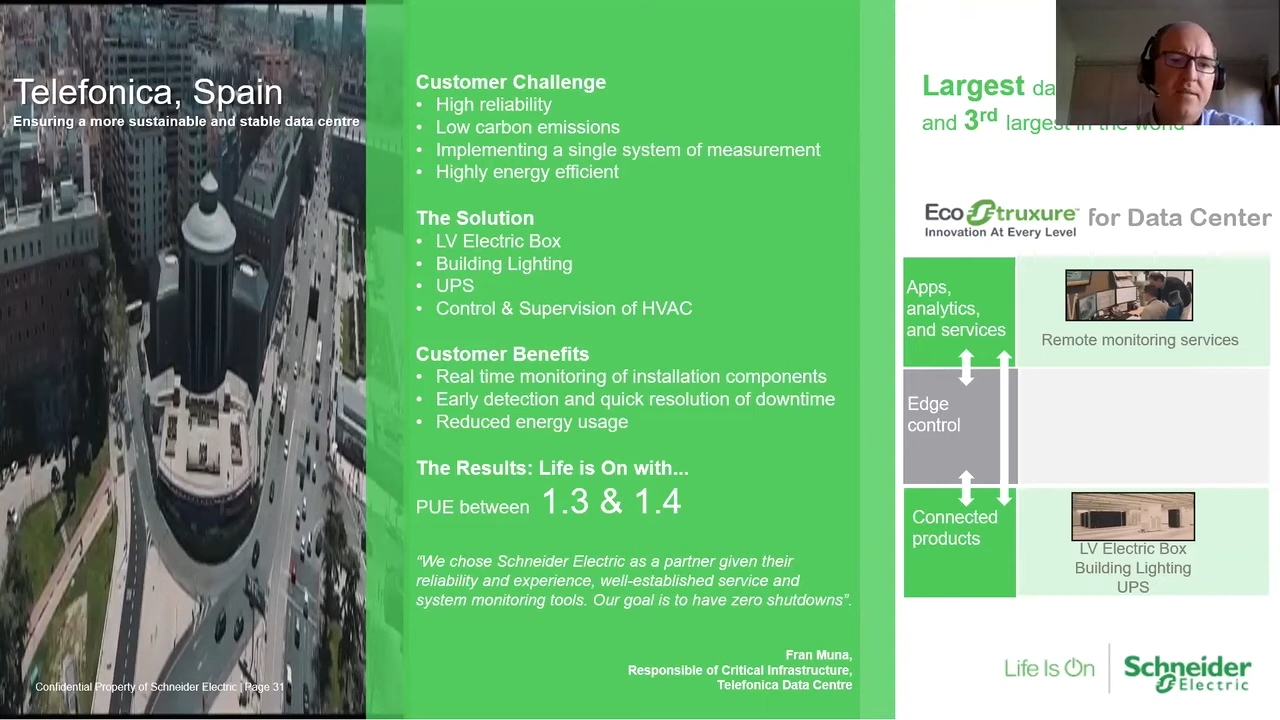 Telefonica, Spain
Ensuring a more sustainable and stable data centre
Confidential Property of Schneider Electric | Page 31
Customer Challenge
• High reliability
• Low carbon emissions
• Implementing a single system of measurement
• Highly energy efficient
The Solution
• LV Electric Box
• Building Lighting
• UPS
• Control & Supervision of HVAC
Customer Benefits
• Real time monitoring of installation components
• Early detection and quick resolution of downtime
• Reduced energy usage
The Results: Life is On with...
PUE between 1.3 & 1.4
“We chose Schneider Electric as a partner given their
reliability and experience, well-established service and
system monitoring tools. Our goal is to have zero shutdowns”.
Fran Muna,
Responsible of Critical Infrastructure,
Telefonica Data Centre
Largest
and 3rd largest in the world
EcoStruxure™ for Data Center
Innovation At Every Level
Apps,
analytics,
and services
Remote monitoring services
Edge
control
Connected
products
LV Electric Box
Building Lighting
UPS
Life Is On
Schneider
Electric